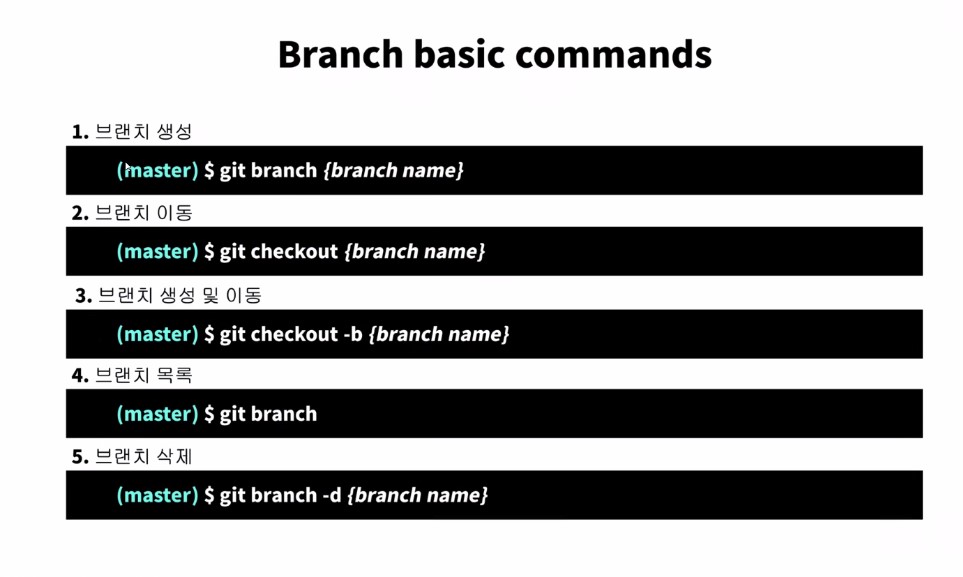 Branch basic commands
1. 브랜치 생성
(master) $ git branch {branch name}
2. 브랜치 이동
(master) $ git checkout {branch name}
3. 브랜치 생성 및 이동
(master) $ git checkout -b {branch name}
4. 브랜치 목록
(master) $ git branch
5. 브랜치 삭제
(master) $ git branch -d {branch name}